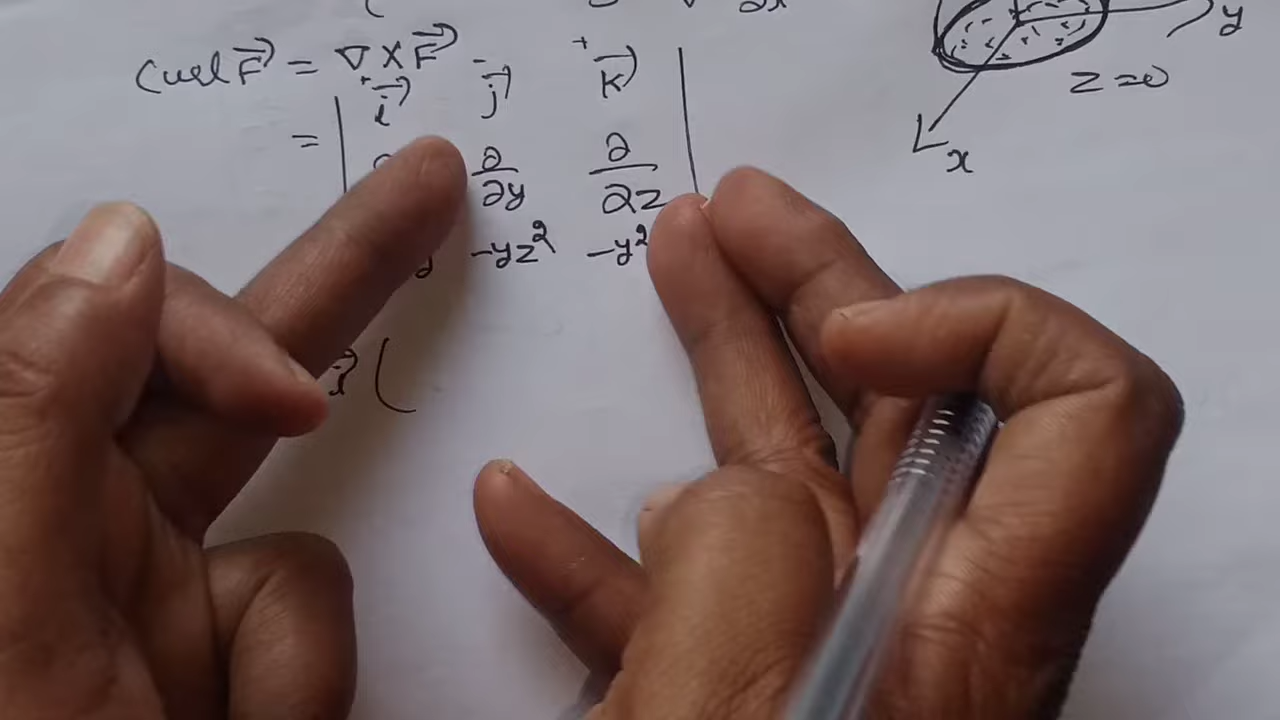 Curl F⃗ = ∇ × F⃗
= | +i⃗ -j⃗ +k⃗ |
∂/∂y ∂/∂z
y -yz² -y²
(
y
z=0
x